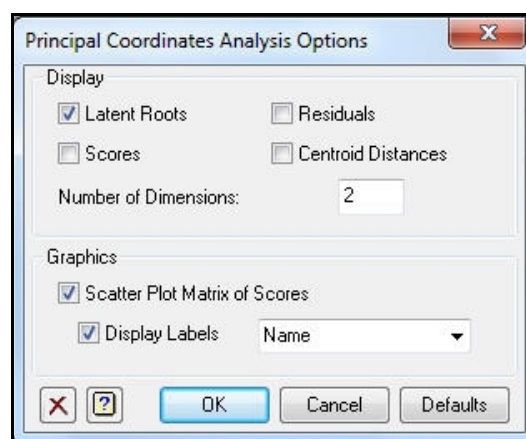 Principal Coordinates Analysis Options
Display
Latent Roots Residuals
Scores Centroid Distances
Number of Dimensions: 2
Graphics
Scatter Plot Matrix of Scores
Display Labels Name
OK Cancel Defaults